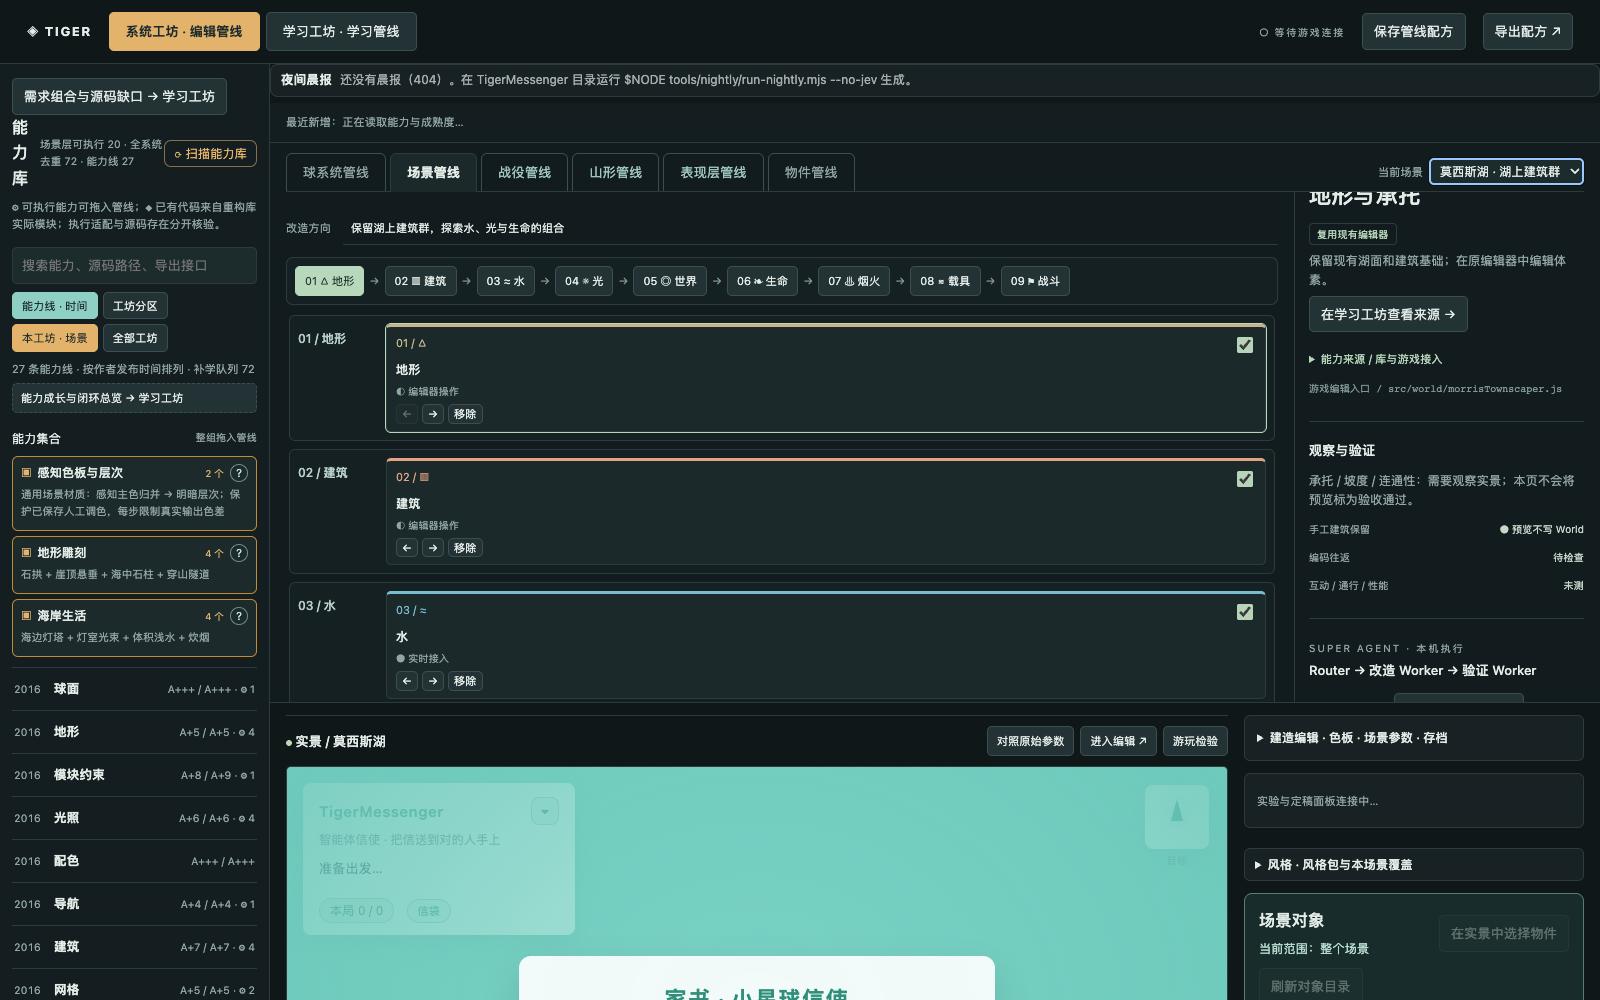 ◈ TIGER
系统工坊 · 编辑管线
学习工坊 · 学习管线
等待游戏连接
保存管线配方
导出配方 ↗
需求组合与源码缺口 → 学习工坊
能力库
场景层可执行 20 · 全系统去重 72 · 能力线 27
⟳ 扫描能力库
⚙ 可执行能力可拖入管线；◆ 已有代码来自重构库实际模块；执行适配与源码存在分开核验。
搜索能力、源码路径、导出接口
能力线 · 时间
工坊分区
本工坊 · 场景
全部工坊
27 条能力线 · 按作者发布时间排列 · 补学队列 72
能力成长与闭环总览 → 学习工坊
能力集合
整组拖入管线
▣ 感知色板与层次 2 个 ?
通用场景材质：感知主色归并 → 明暗层次；保护已保存人工调色，每步限制真实输出色差
▣ 地形雕刻 4 个 ?
石拱 + 崖顶悬垂 + 海中石柱 + 穿山隧道
▣ 海岸生活 4 个 ?
海边灯塔 + 灯室光束 + 体积浅水 + 炊烟
2016 球面 A+++ / A+++ · ⚙ 1
2016 地形 A+5 / A+5 · ⚙ 4
2016 模块约束 A+8 / A+9 · ⚙ 1
2016 光照 A+6 / A+6 · ⚙ 4
2016 配色 A+++ / A+++
2016 导航 A+4 / A+4 · ⚙ 1
2016 建筑 A+7 / A+7 · ⚙ 4
2016 网格 A+5 / A+5 · ⚙ 2
夜间晨报 还没有晨报（404）。在 TigerMessenger 目录运行 $NODE tools/nightly/run-nightly.mjs --no-jev 生成。
最近新增：正在读取能力与成熟度…
球系统管线
场景管线
战役管线
山形管线
表现层管线
物件管线
当前场景
莫西斯湖 · 湖上建筑群
改造方向
保留湖上建筑群，探索水、光与生命的组合
01 △ 地形 →
02 ▦ 建筑 →
03 ≈ 水 →
04 ☀ 光 →
05 ◎ 世界 →
06 ❧ 生命 →
07 ♨ 烟火 →
08 ≋ 载具 →
09 ⚑ 战斗
01 / 地形
01 / △
地形
◐ 编辑器操作
← → 移除
02 / 建筑
02 / ▦
建筑
◐ 编辑器操作
← → 移除
03 / 水
03 / ≈
水
● 实时接入
← → 移除
地形与承托
复用现有编辑器
保留现有湖面和建筑基础；在原编辑器中编辑体素。
在学习工坊查看来源 →
▶ 能力来源 / 库与游戏接入
游戏编辑入口 / src/world/morrisTownscaper.js
观察与验证
承托 / 坡度 / 连通性：需要观察实景；本页不会将预览标为验收通过。
手工建筑保留 ● 预览不写 World
编码往返 待检查
互动 / 通行 / 性能 未测
SUPER AGENT · 本机执行
Router → 改造 Worker → 验证 Worker
● 实景 / 莫西斯湖
对照原始参数
进入编辑 ↗
游玩检验
TigerMessenger
智能体信使 · 把信送到对的人手上
准备出发…
本局 0 / 0
信袋
目标
家书 · 小星球信使
▶ 建造编辑 · 色板 · 场景参数 · 存档
实验与定稿面板连接中…
▶ 风格 · 风格包与本场景覆盖
场景对象
当前范围：整个场景
在实景中选择物件
刷新对象目录